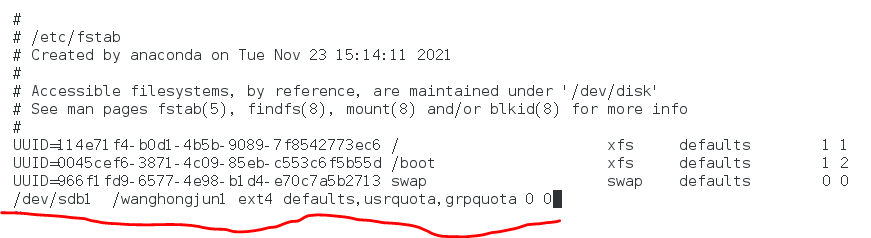 #
# /etc/fstab
# Created by anaconda on Tue Nov 23 15:14:11 2021
#
# Accessible filesystems, by reference, are maintained under '/dev/disk'
# See man pages fstab(5), findfs(8), mount(8) and/or blkid(8) for more info
#
UUID=114e71f4-b0d1-4b5b-9089-7f8542773ec6 / xfs defaults 1 1
UUID=0045cef6-3871-4c09-85eb-c553c6f5b55d /boot xfs defaults 1 2
UUID=966f1fd9-6577-4e98-b1d4-e70c7a5b2713 swap swap defaults 0 0
/dev/sdb1 /wanghongjun1 ext4 defaults,usrquota,grpquota 0 0